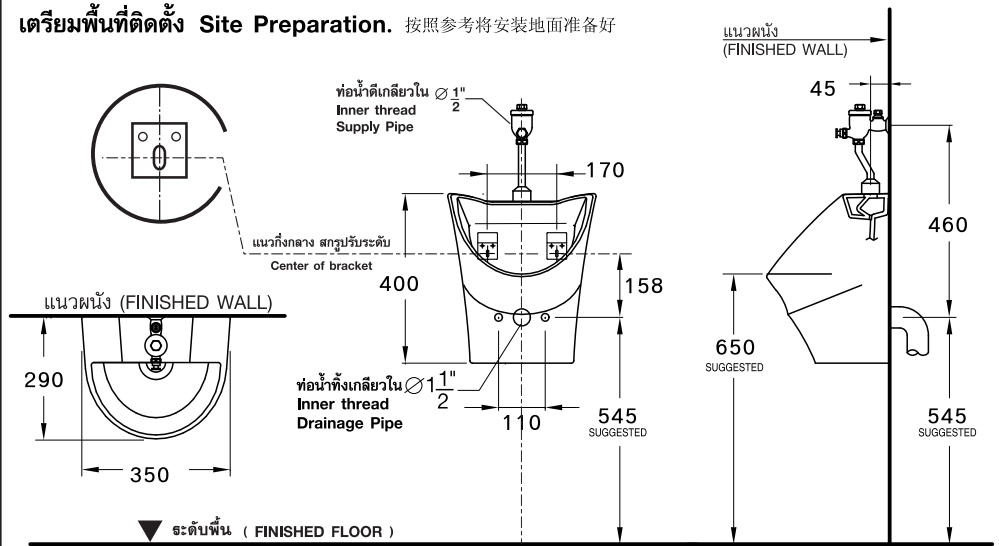 เตรียมพื้นที่ติดตั้ง Site Preparation. 按照参考将安装地面准备好
แนวผนัง
(FINISHED WALL)
45
ท่อน้ำดีเกลียวใน ∅ 1/2"
Inner thread
Supply Pipe
170
460
แนวกึ่งกลาง สกรูปรับระดับ
Center of bracket
400
158
แนวผนัง (FINISHED WALL)
290
350
650
SUGGESTED
ท่อน้ำทิ้งเกลียวใน ∅ 1 1/2"
Inner thread
Drainage Pipe
110
545
SUGGESTED
545
SUGGESTED
ระดับพื้น ( FINISHED FLOOR )